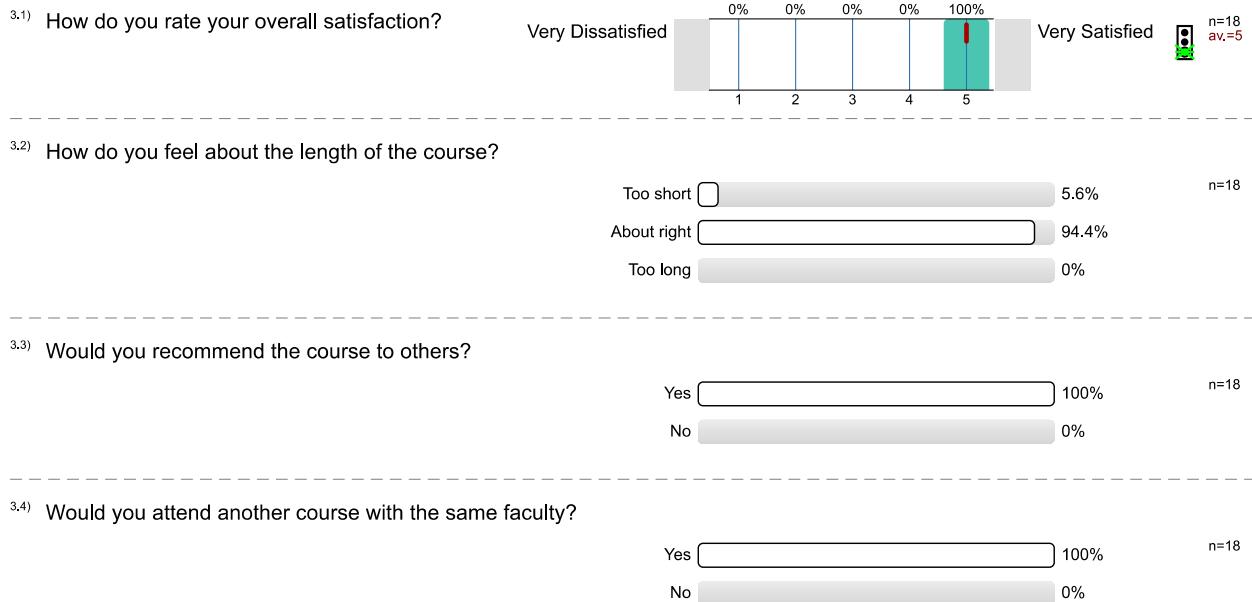 3.1) How do you rate your overall satisfaction?
0% 0% 0% 0% 100%
Very Dissatisfied Very Satisfied
n=18
av.=5
1 2 3 4 5
3.2) How do you feel about the length of the course?
Too short 5.6% n=18
About right 94.4%
Too long 0%
3.3) Would you recommend the course to others?
Yes 100% n=18
No 0%
3.4) Would you attend another course with the same faculty?
Yes 100% n=18
No 0%